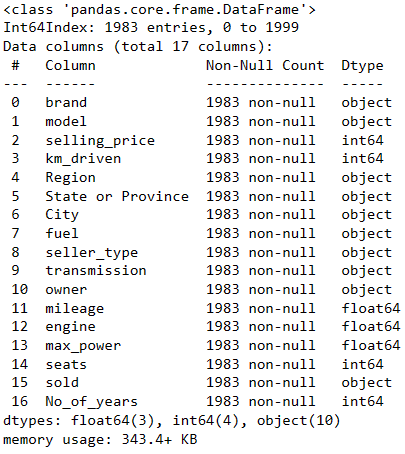 <class 'pandas.core.frame.DataFrame'>
Int64Index: 1983 entries, 0 to 1999
Data columns (total 17 columns):
 #   Column             Non-Null Count  Dtype
---  ------             --------------  -----
 0   brand              1983 non-null   object
 1   model              1983 non-null   object
 2   selling_price      1983 non-null   int64
 3   km_driven          1983 non-null   int64
 4   Region             1983 non-null   object
 5   State or Province  1983 non-null   object
 6   City               1983 non-null   object
 7   fuel               1983 non-null   object
 8   seller_type        1983 non-null   object
 9   transmission       1983 non-null   object
 10  owner              1983 non-null   object
 11  mileage            1983 non-null   float64
 12  engine             1983 non-null   float64
 13  max_power          1983 non-null   float64
 14  seats              1983 non-null   int64
 15  sold               1983 non-null   object
 16  No_of_years        1983 non-null   int64
dtypes: float64(3), int64(4), object(10)
memory usage: 343.4+ KB